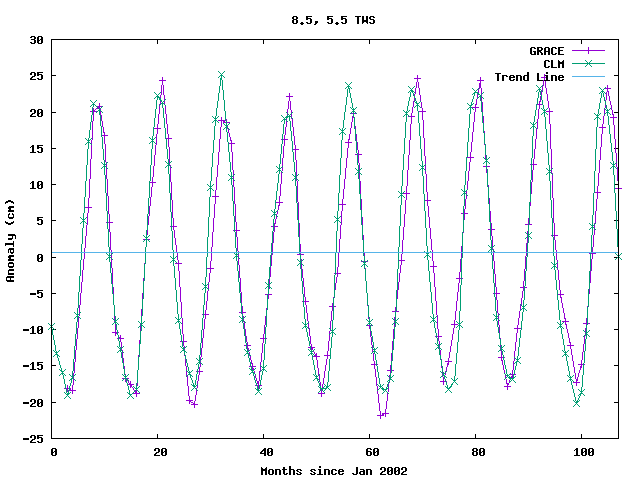 8.5, 5.5 TWS
30
25
20
15
10
5
0
-5
-10
-15
-20
-25
Anomaly (cm)
GRACE
CLM
Trend Line
0 20 40 60 80 100
Months since Jan 2002